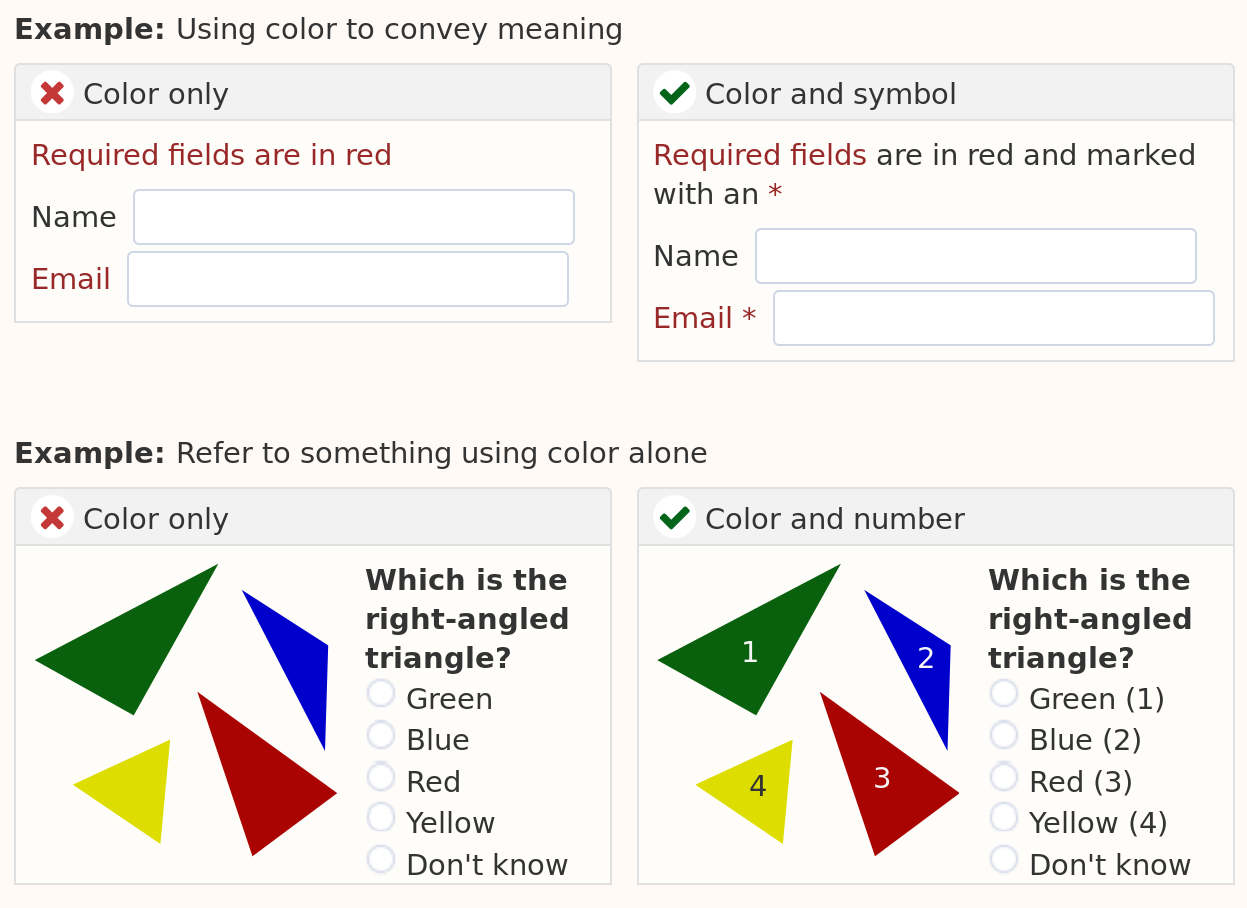 Example: Using color to convey meaning
Color only
Required fields are in red
Name
Email
Color and symbol
Required fields are in red and marked
with an *
Name
Email *
Example: Refer to something using color alone
Color only
Which is the
right-angled
triangle?
Green
Blue
Red
Yellow
Don't know
Color and number
1
2
3
4
Which is the
right-angled
triangle?
Green (1)
Blue (2)
Red (3)
Yellow (4)
Don't know